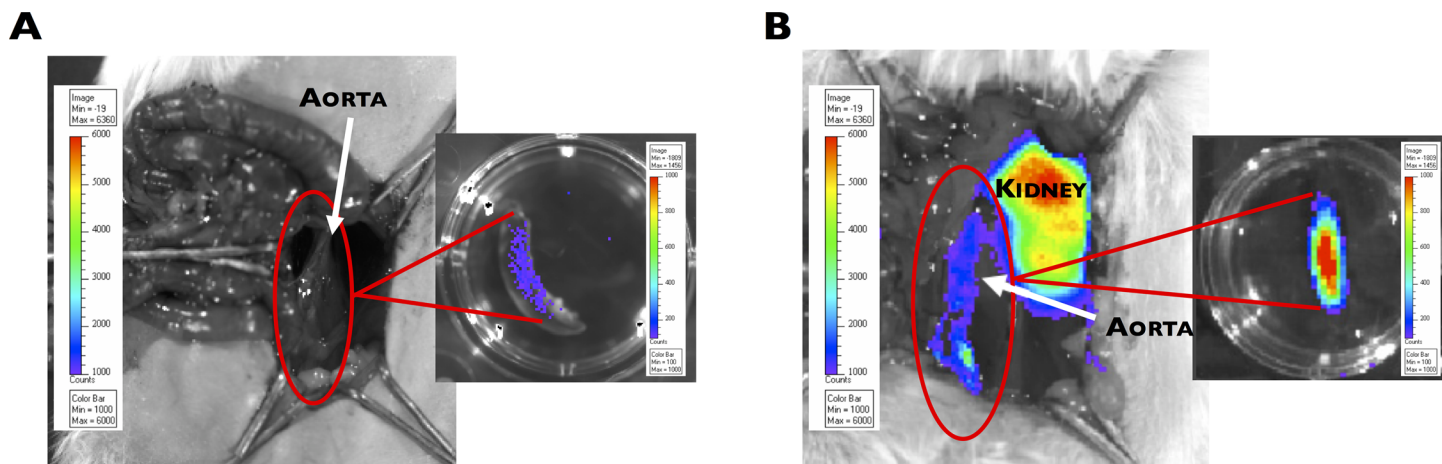 A
Image
Min = -19
Max = 6360
6000
5000
4000
3000
2000
1000
Counts
Color Bar
Min = 1000
Max = 6000
AORTA
Image
Min = -1809
Max = 1456
1000
800
600
400
200
Counts
Color Bar
Min = 100
Max = 1000
B
Image
Min = -19
Max = 6360
6000
5000
4000
3000
2000
1000
Counts
Color Bar
Min = 1000
Max = 6000
KIDNEY
AORTA
Image
Min = -1809
Max = 1456
1000
800
600
400
200
Counts
Color Bar
Min = 100
Max = 1000